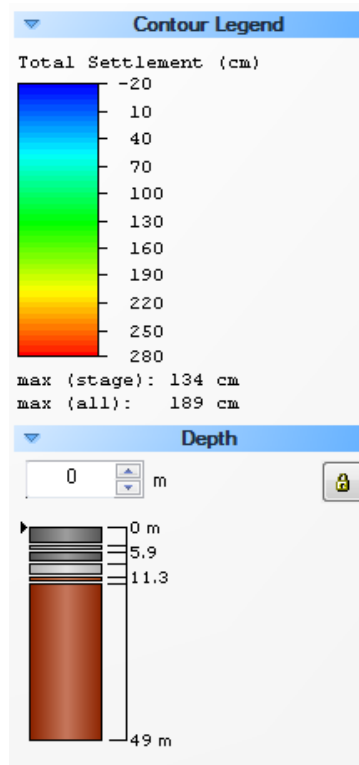 Contour Legend
Total Settlement (cm)
-20
10
40
70
100
130
160
190
220
250
280
max (stage): 134 cm
max (all): 189 cm
Depth
0 m
0 m
5.9
11.3
49 m